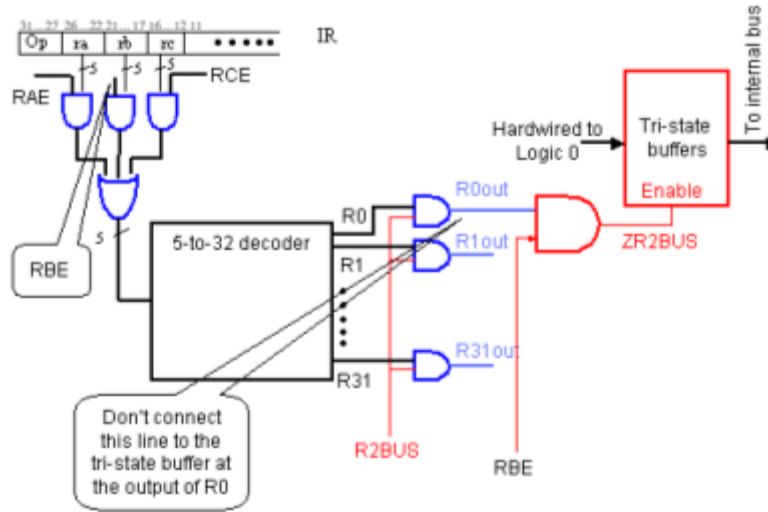 31...27 26...22 21...17 16...12 11
Op ra rb rc ..... IR
5 5 5
RAE RCE
RBE
5
5-to-32 decoder
R0
R1
R31
R0out
R1out
R31out
Don't connect
this line to the
tri-state buffer at
the output of R0
R2BUS
RBE
ZR2BUS
Hardwired to
Logic 0
Tri-state
buffers
Enable
To internal bus